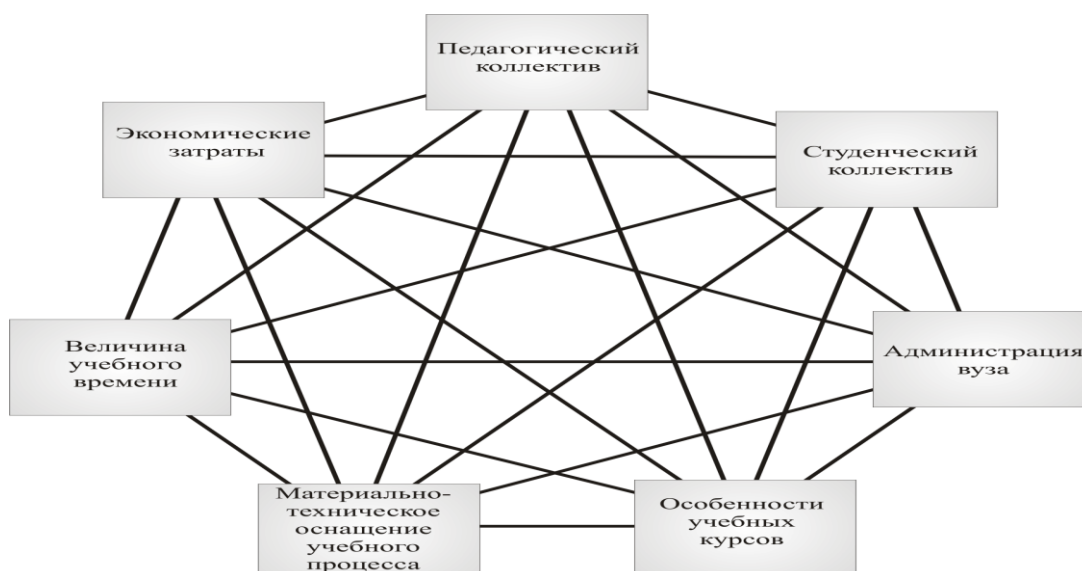 Педагогический
коллектив
Экономические
затраты
Студенческий
коллектив
Величина
учебного
времени
Администрация
вуза
Материально-
техническое
оснащение
учебного
процесса
Особенности
учебных
курсов